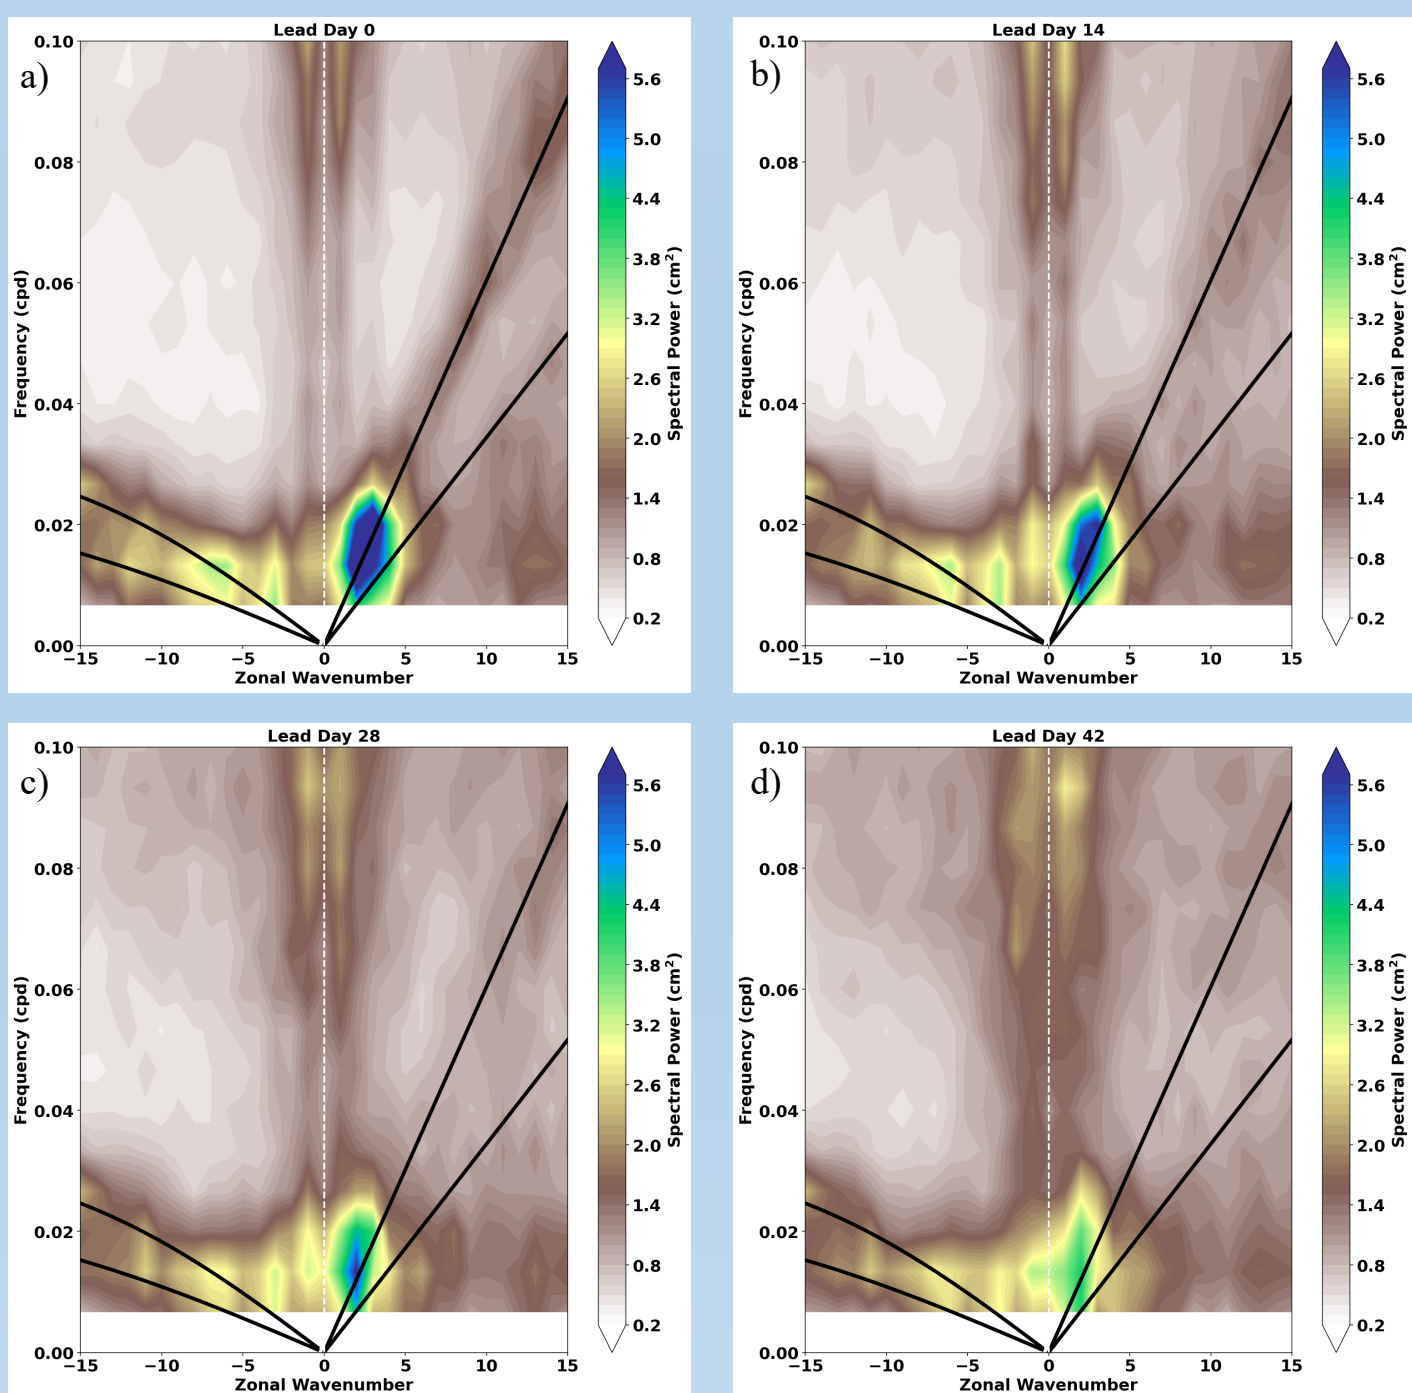 Lead Day 0
a)
0.10
0.08
0.06
0.04
0.02
0.00
Frequency (cpd)
−15 −10 −5 0 5 10 15
Zonal Wavenumber
5.6
5.0
4.4
3.8
3.2
2.6
2.0
1.4
0.8
0.2
Spectral Power (cm²)
Lead Day 14
b)
0.10
0.08
0.06
0.04
0.02
0.00
Frequency (cpd)
−15 −10 −5 0 5 10 15
Zonal Wavenumber
5.6
5.0
4.4
3.8
3.2
2.6
2.0
1.4
0.8
0.2
Spectral Power (cm²)
Lead Day 28
c)
0.10
0.08
0.06
0.04
0.02
0.00
Frequency (cpd)
−15 −10 −5 0 5 10 15
Zonal Wavenumber
5.6
5.0
4.4
3.8
3.2
2.6
2.0
1.4
0.8
0.2
Spectral Power (cm²)
Lead Day 42
d)
0.10
0.08
0.06
0.04
0.02
0.00
Frequency (cpd)
−15 −10 −5 0 5 10 15
Zonal Wavenumber
5.6
5.0
4.4
3.8
3.2
2.6
2.0
1.4
0.8
0.2
Spectral Power (cm²)